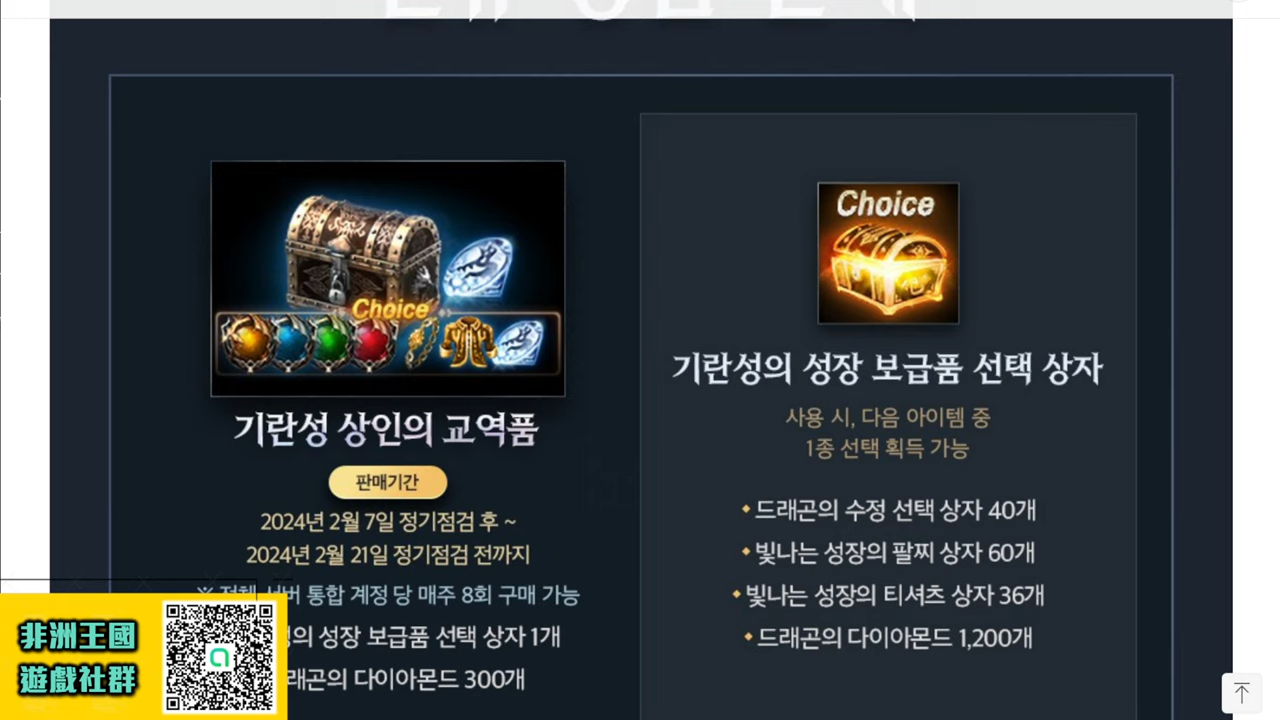 Choice
기란성 상인의 교역품
판매기간
2024년 2월 7일 정기점검 후 ~
2024년 2월 21일 정기점검 전까지
서버 통합 계정 당 매주 8회 구매 가능
성장 보급품 선택 상자 1개
다이아몬드 300개
Choice
기란성의 성장 보급품 선택 상자
사용 시, 다음 아이템 중
1종 선택 획득 가능
◆ 드래곤의 수정 선택 상자 40개
◆ 빛나는 성장의 팔찌 상자 60개
◆ 빛나는 성장의 티셔츠 상자 36개
◆ 드래곤의 다이아몬드 1,200개
非洲王國
遊戲社群